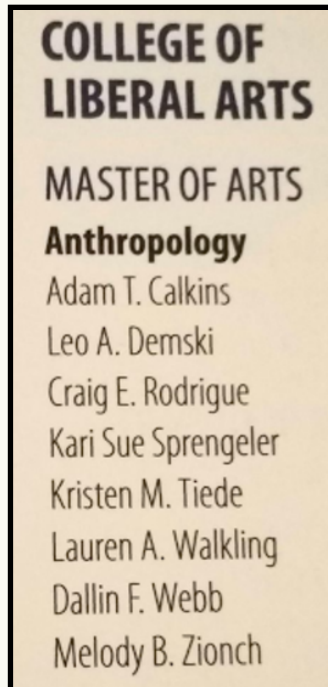 COLLEGE OF
LIBERAL ARTS
MASTER OF ARTS
Anthropology
Adam T. Calkins
Leo A. Demski
Craig E. Rodrigue
Kari Sue Sprengeler
Kristen M. Tiede
Lauren A. Walkling
Dallin F. Webb
Melody B. Zionch